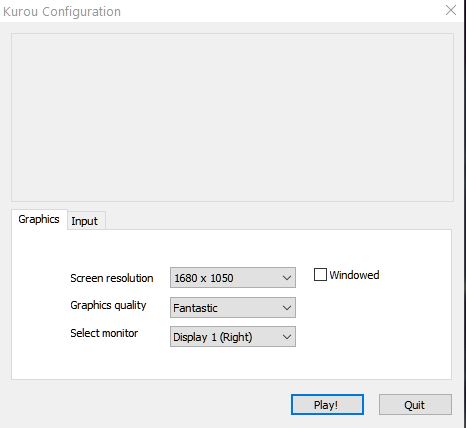 Kurou Configuration
Graphics Input
Screen resolution 1680 x 1050 Windowed
Graphics quality Fantastic
Select monitor Display 1 (Right)
Play! Quit